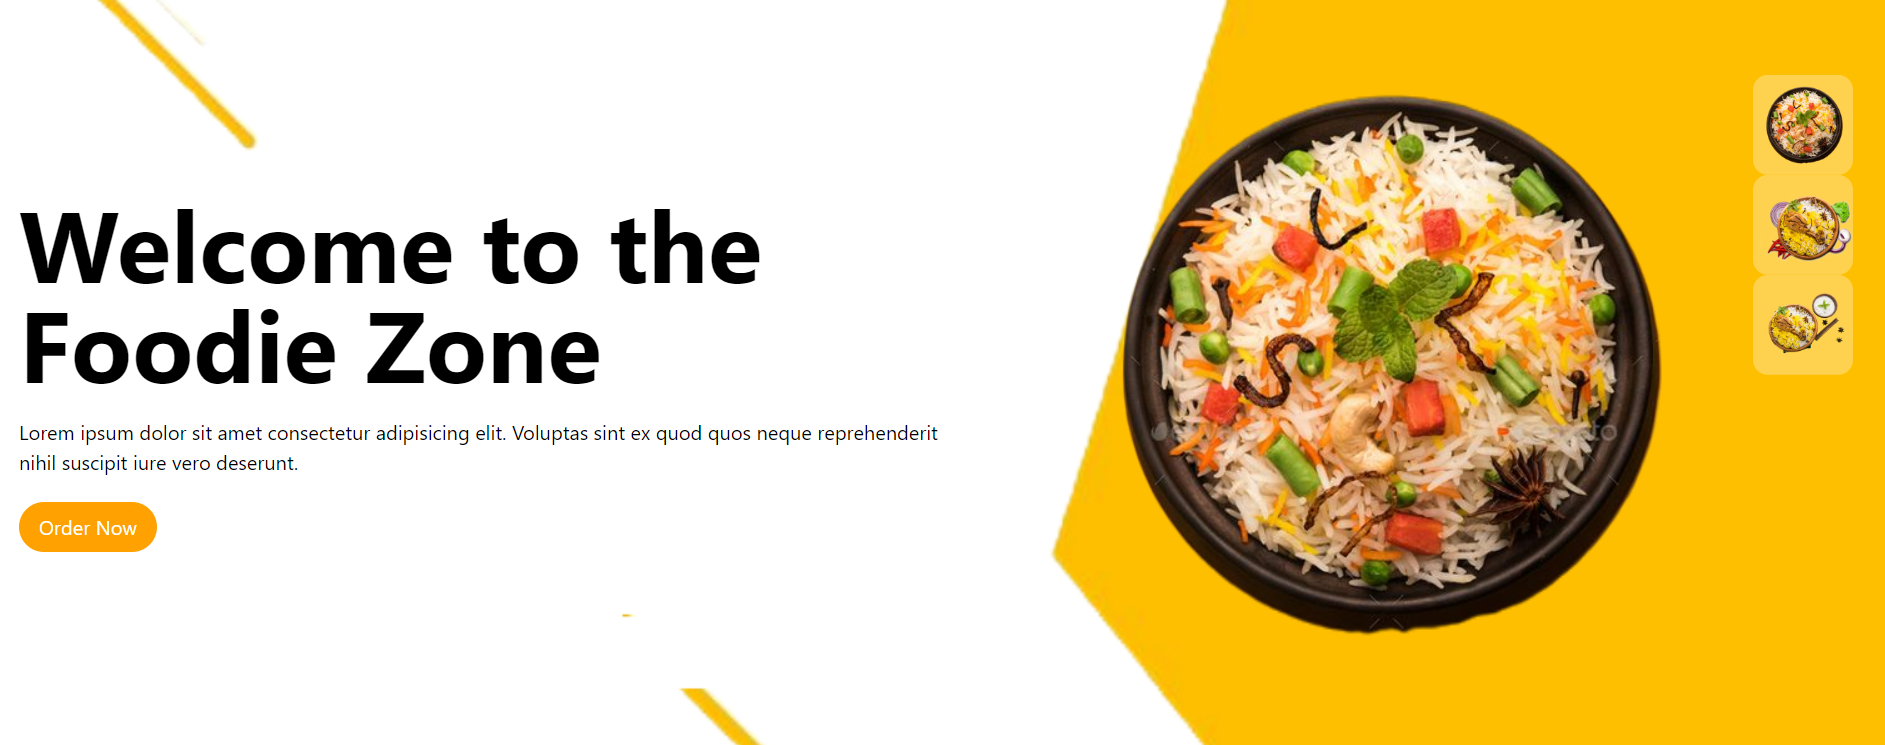 Welcome to the
Foodie Zone
Lorem ipsum dolor sit amet consectetur adipisicing elit. Voluptas sint ex quod quos neque reprehenderit
nihil suscipit iure vero deserunt.
Order Now